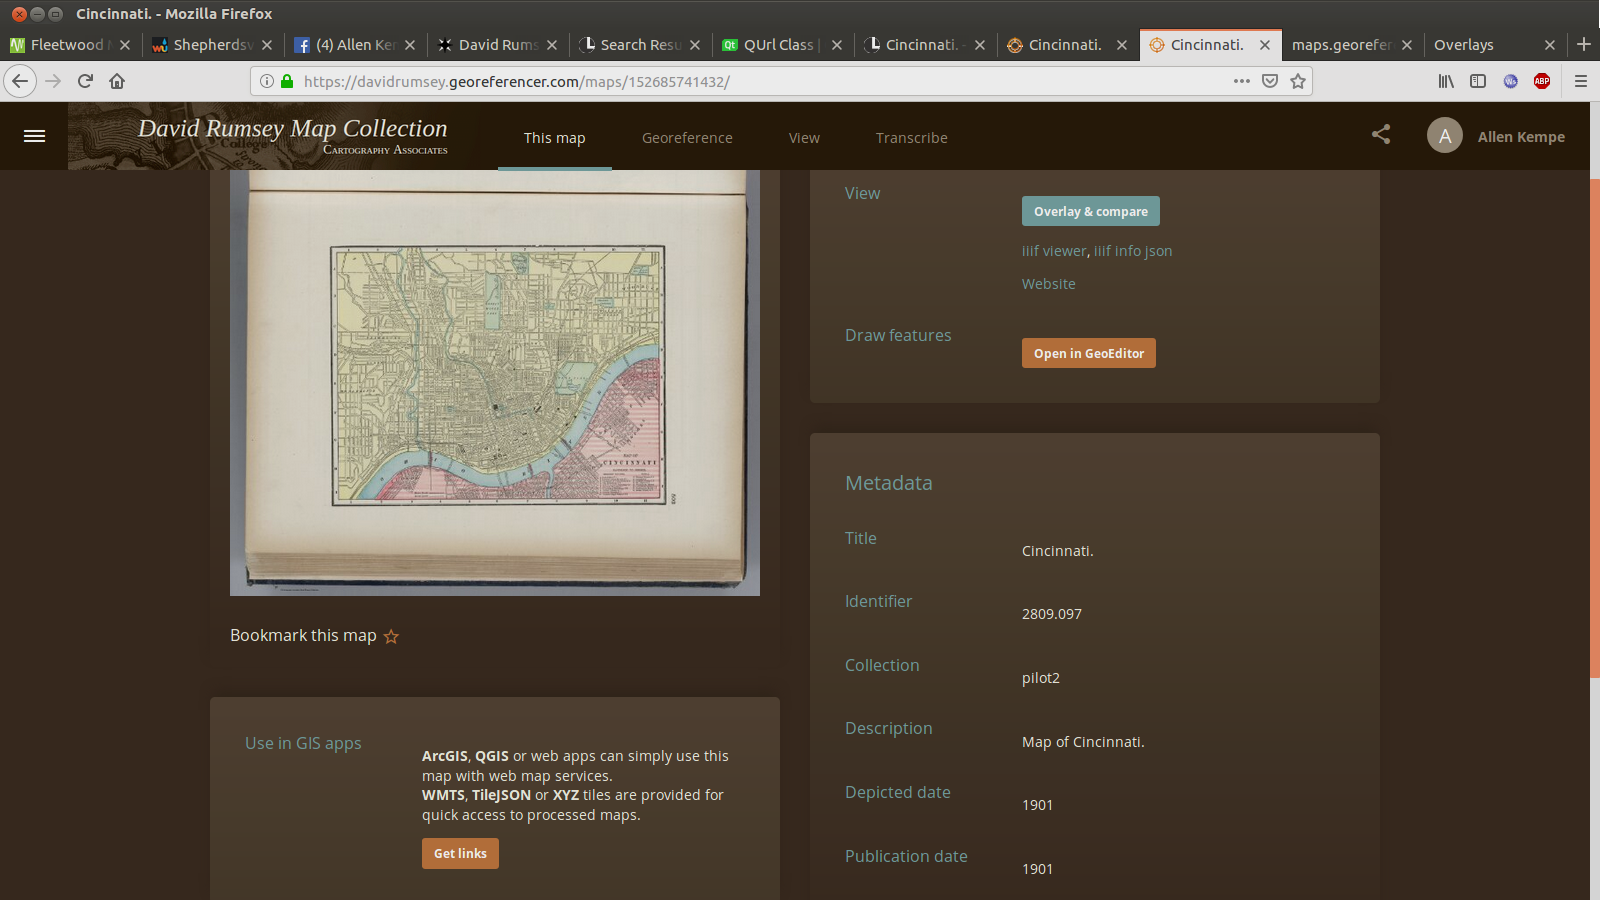 Cincinnati. - Mozilla Firefox
Fleetwood
Shepherdsv
(4) Allen Ke
David Rums
Search Resu
QUrl Class |
Cincinnati. -
Cincinnati.
Cincinnati.
maps.georefer
Overlays
https://davidrumsey.georeferencer.com/maps/152685741432/
ABP
David Rumsey Map Collection
Cartography Associates
This map
Georeference
View
Transcribe
A
Allen Kempe
View
Overlay & compare
iiif viewer, iiif info json
Website
Draw features
Open in GeoEditor
MAP OF
CINCINNATI
Bookmark this map
Use in GIS apps
ArcGIS, QGIS or web apps can simply use this
map with web map services.
WMTS, TileJSON or XYZ tiles are provided for
quick access to processed maps.
Get links
Metadata
Title
Cincinnati.
Identifier
2809.097
Collection
pilot2
Description
Map of Cincinnati.
Depicted date
1901
Publication date
1901